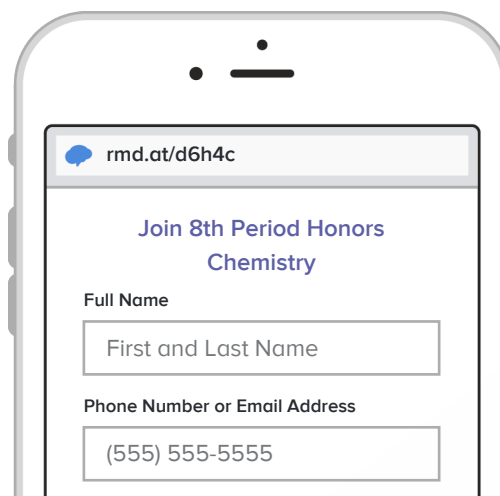 rmd.at/d6h4c
Join 8th Period Honors
Chemistry
Full Name
First and Last Name
Phone Number or Email Address
(555) 555-5555